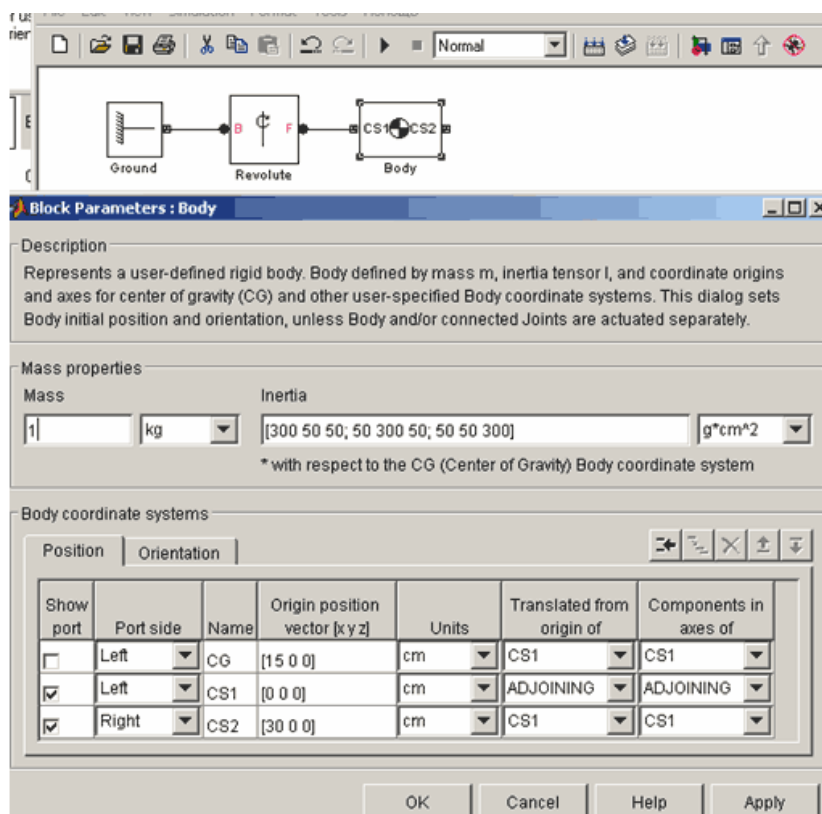 Normal
B F CS1 CS2
Ground
Revolute
Body
Block Parameters : Body
Description
Represents a user-defined rigid body. Body defined by mass m, inertia tensor I, and coordinate origins
and axes for center of gravity (CG) and other user-specified Body coordinate systems. This dialog sets
Body initial position and orientation, unless Body and/or connected Joints are actuated separately.
Mass properties
Mass Inertia
1 kg [300 50 50; 50 300 50; 50 50 300] g*cm^2
* with respect to the CG (Center of Gravity) Body coordinate system
Body coordinate systems
Position Orientation
Show Origin position Translated from Components in
port Port side Name vector [x y z] Units origin of axes of
Left CG [15 0 0] cm CS1 CS1
Left CS1 [0 0 0] cm ADJOINING ADJOINING
Right CS2 [30 0 0] cm CS1 CS1
OK Cancel Help Apply